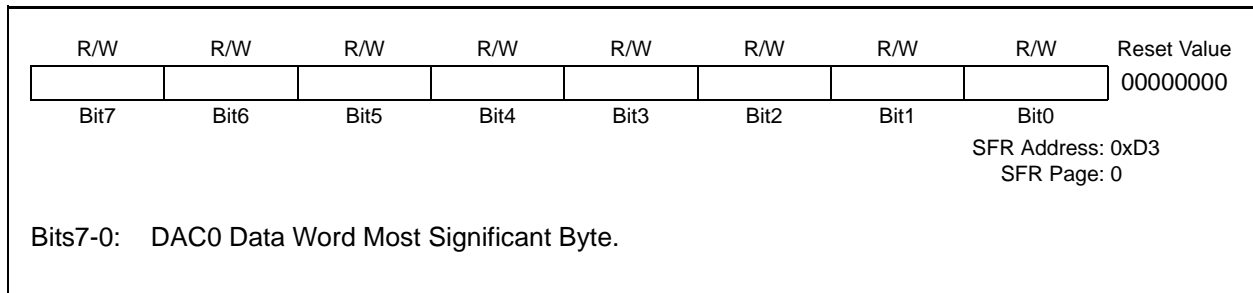 R/W R/W R/W R/W R/W R/W R/W R/W Reset Value
00000000
Bit7 Bit6 Bit5 Bit4 Bit3 Bit2 Bit1 Bit0
SFR Address: 0xD3
SFR Page: 0
Bits7-0: DAC0 Data Word Most Significant Byte.